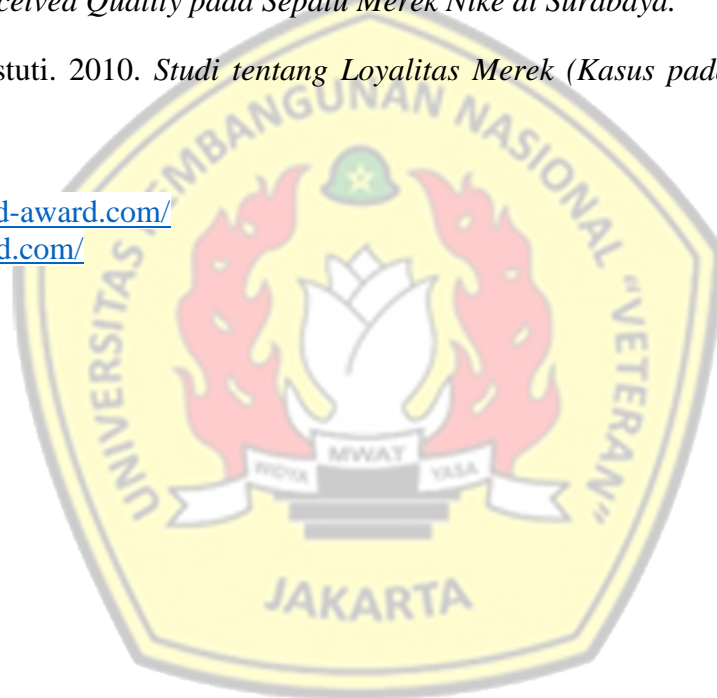 ceived Quality pada Sepatu Merek Nike di Surabaya.
stuti. 2010. Studi tentang Loyalitas Merek (Kasus pada
d-award.com/
d.com/
UNIVERSITAS PEMBANGUNAN NASIONAL "VETERAN"
WIDYA MWAT YASA
JAKARTA